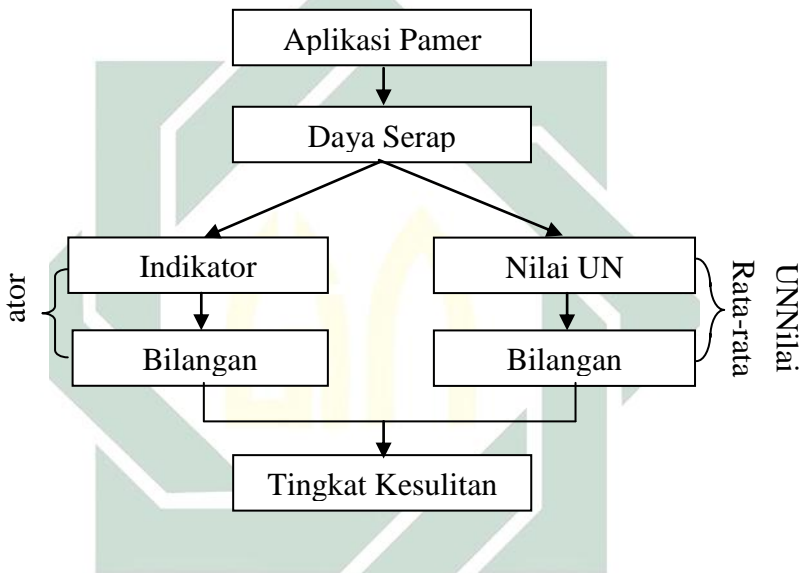 Aplikasi Pamer
Daya Serap
Indikator
Nilai UN
ator
UNNilai
Rata-rata
Bilangan
Bilangan
Tingkat Kesulitan